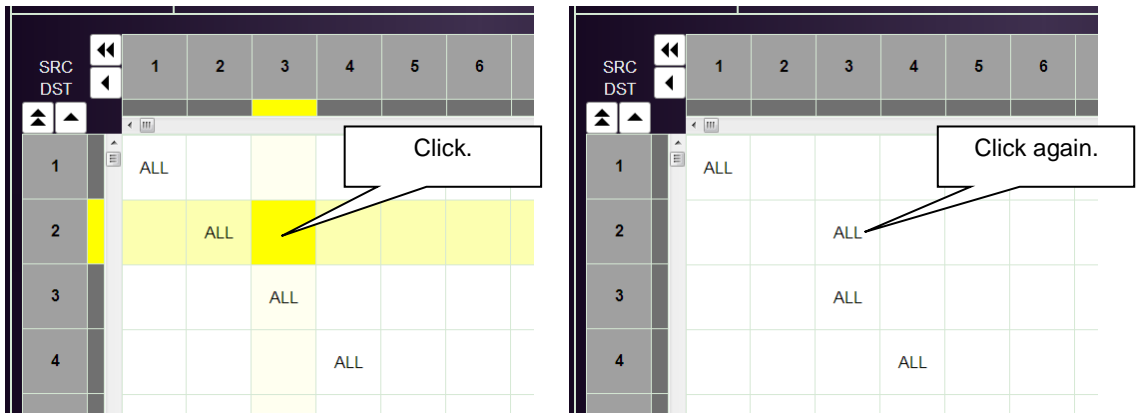 SRC
DST
1 2 3 4 5 6
Click.
1 ALL
2 ALL
3 ALL
4 ALL
SRC
DST
1 2 3 4 5 6
Click again.
1 ALL
2 ALL
3 ALL
4 ALL